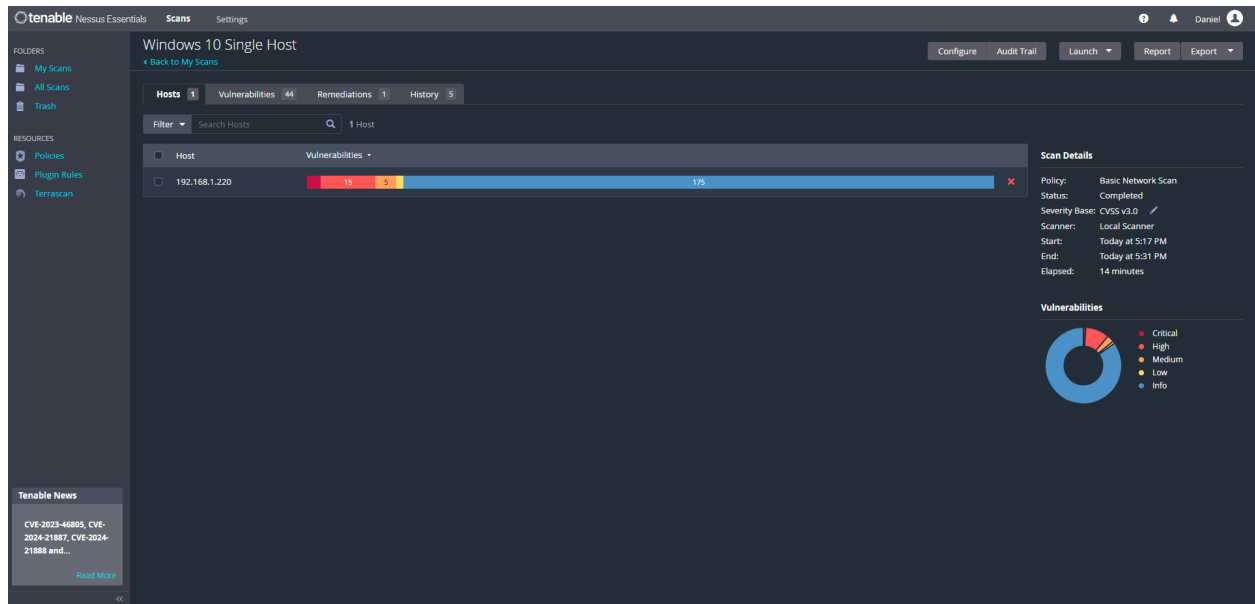 tenable Nessus Essentials Scans Settings Daniel
FOLDERS
My Scans
All Scans
Trash
RESOURCES
Policies
Plugin Rules
Terrascan
Tenable News
CVE-2023-46805, CVE-
2024-21887, CVE-2024-
21888 and...
Read More
Windows 10 Single Host
Back to My Scans
Configure Audit Trail Launch Report Export
Hosts 1 Vulnerabilities 44 Remediations 1 History 5
Filter Search Hosts 1 Host
Host Vulnerabilities
192.168.1.220 15 5 175
Scan Details
Policy: Basic Network Scan
Status: Completed
Severity Base: CVSS v3.0
Scanner: Local Scanner
Start: Today at 5:17 PM
End: Today at 5:31 PM
Elapsed: 14 minutes
Vulnerabilities
Critical
High
Medium
Low
Info